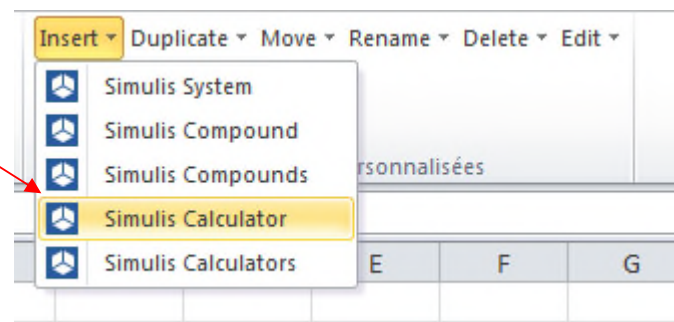 Insert Duplicate Move Rename Delete Edit
Simulis System
Simulis Compound
Simulis Compounds
rsonnalisées
Simulis Calculator
Simulis Calculators
E F G